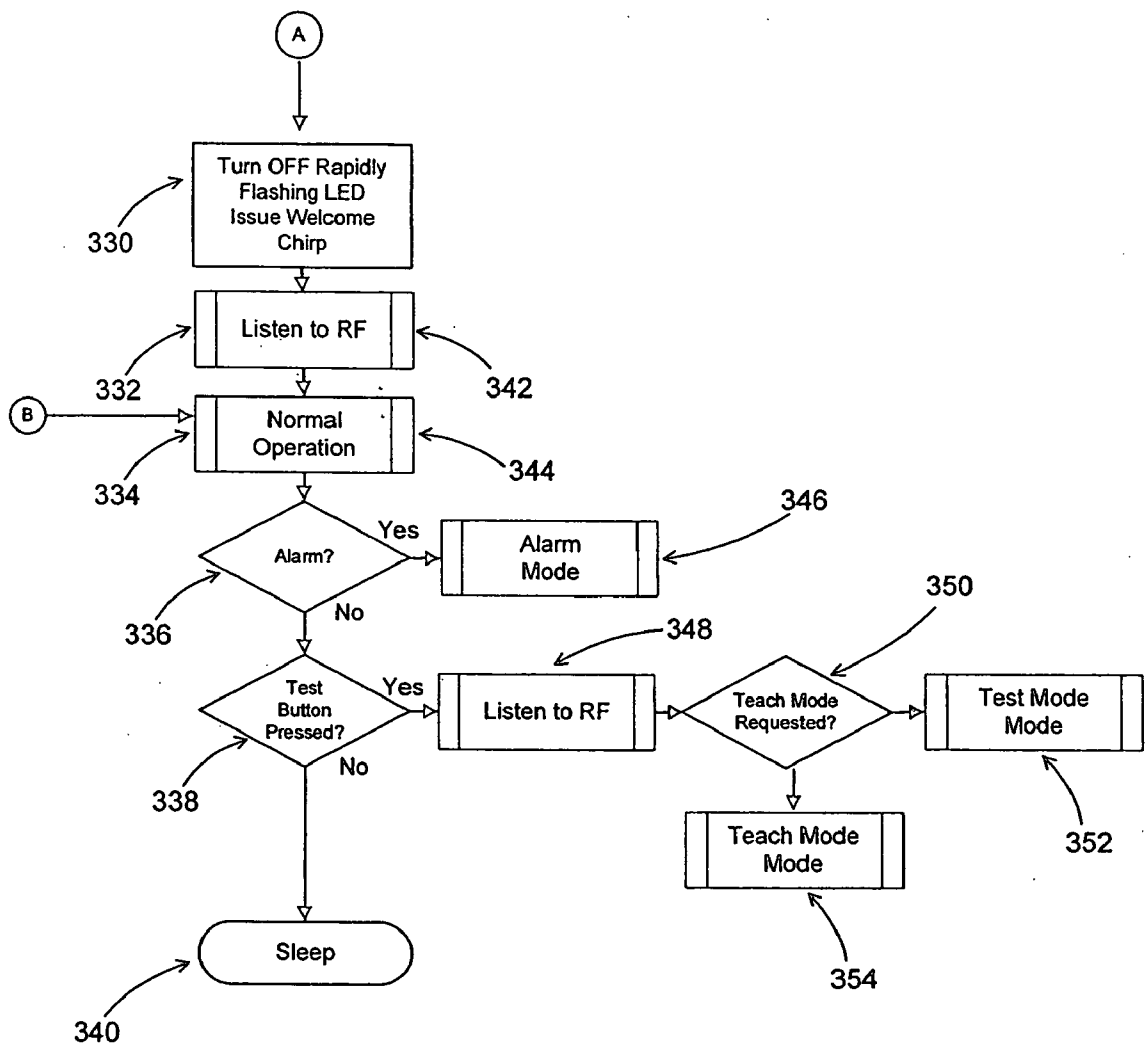 A
Turn OFF Rapidly
Flashing LED
Issue Welcome
Chirp
330
Listen to RF
332
342
B
Normal
Operation
334
344
Alarm?
Yes
No
336
Alarm
Mode
346
Test
Button
Pressed?
Yes
No
338
348
Listen to RF
350
Teach Mode
Requested?
Test Mode
Mode
352
Teach Mode
Mode
354
Sleep
340